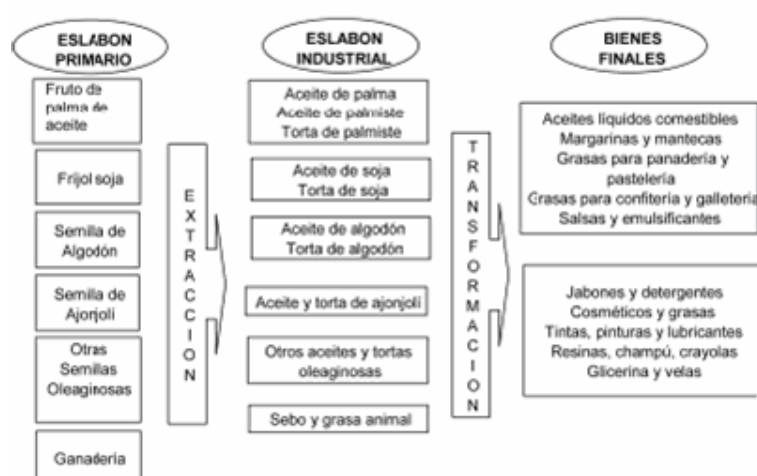 ESLABON
PRIMARIO
Fruto de
palma de
aceite
Frijol soja
Semilla de
Algodón
Semilla de
Ajonjolí
Otras
Semillas
Oleaginosas
Ganadería
EXTRACCION
ESLABON
INDUSTRIAL
Aceite de palma
Aceite de palmiste
Torta de palmiste
Aceite de soja
Torta de soja
Aceite de algodón
Torta de algodón
Aceite y torta de ajonjolí
Otros aceites y tortas
oleaginosas
Sebo y grasa animal
TRANSFORMACION
BIENES
FINALES
Aceites líquidos comestibles
Margarinas y mantecas
Grasas para panadería y
pastelería
Grasas para confitería y galletería
Salsas y emulsificantes
Jabones y detergentes
Cosméticos y grasas
Tintas, pinturas y lubricantes
Resinas, champú, crayolas
Glicerina y velas